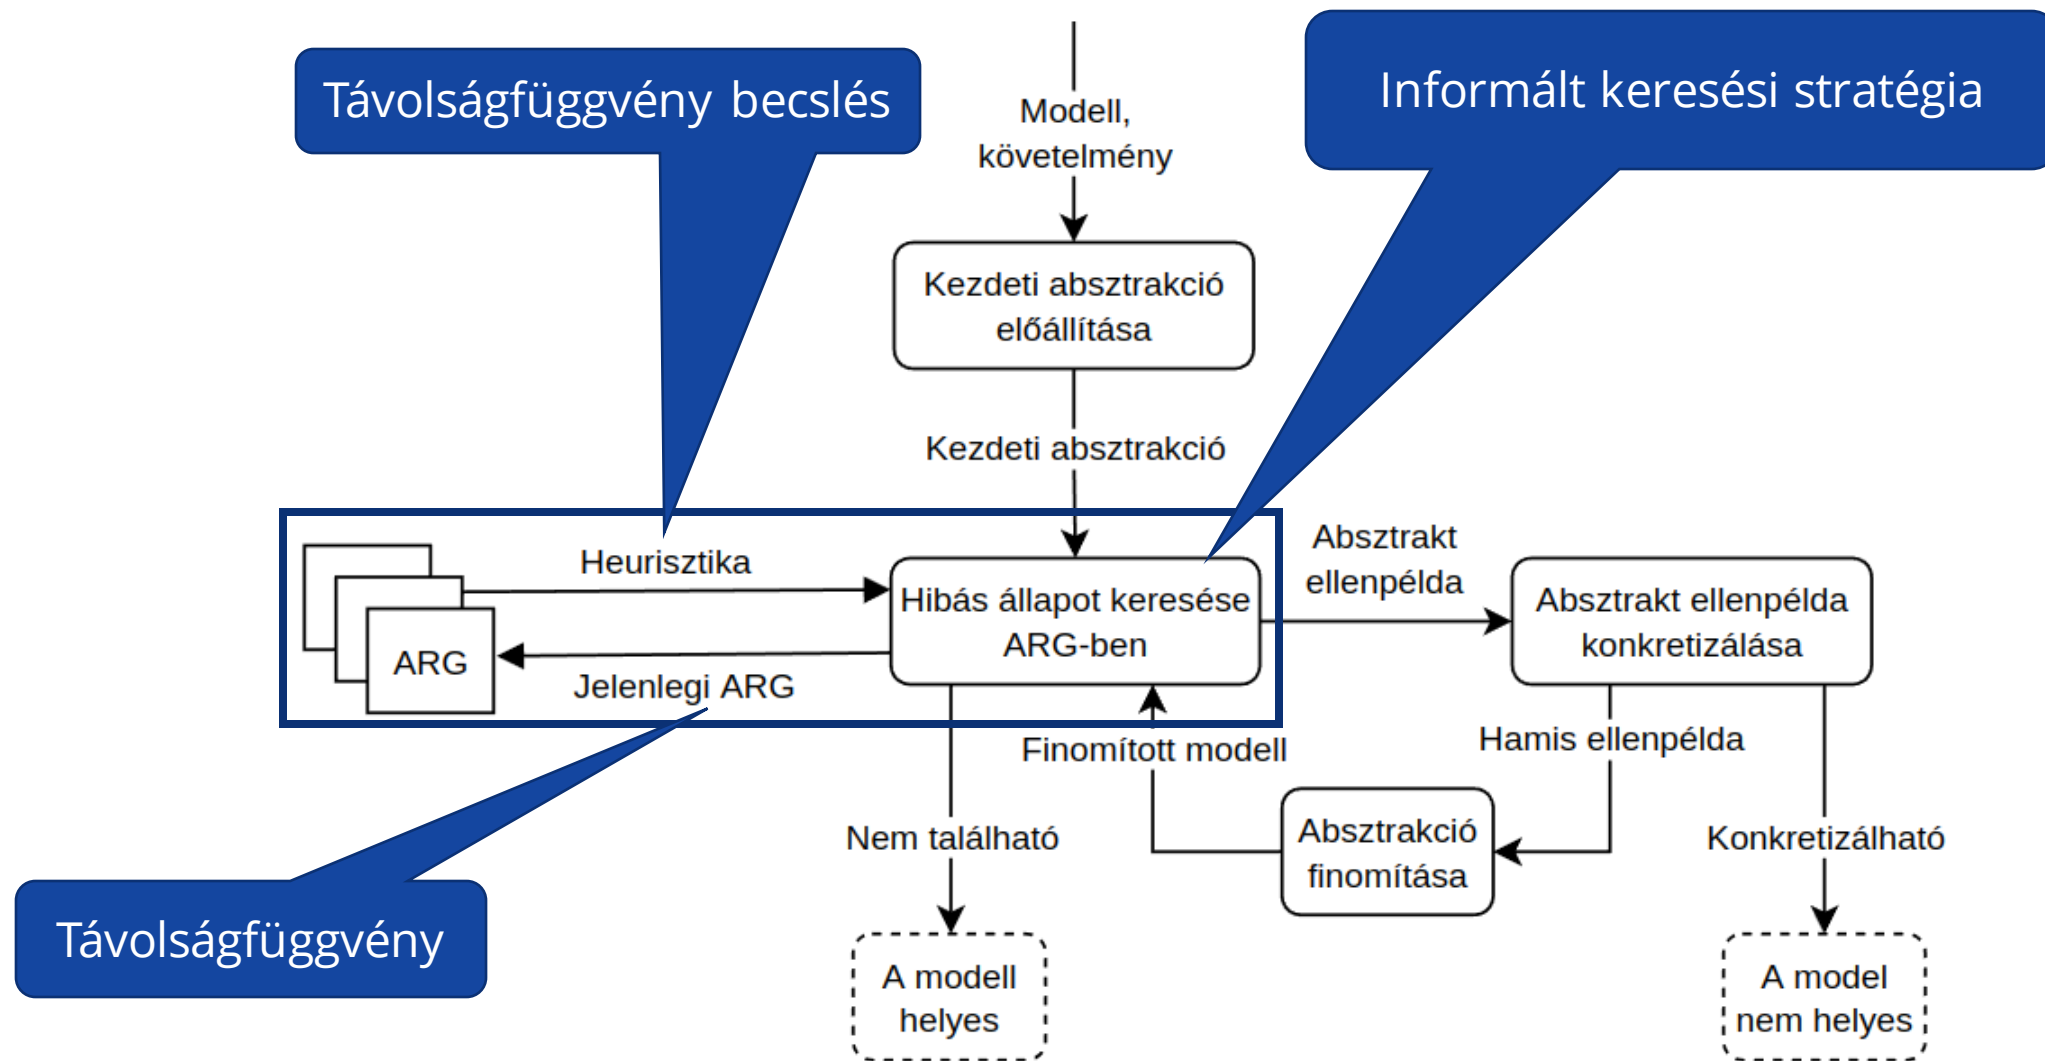 Távolságfüggvény becslés
Informált keresési stratégia
Modell,
követelmény
Kezdeti absztrakció
előállítása
Kezdeti absztrakció
Heurisztika
ARG
Jelenlegi ARG
Hibás állapot keresése
ARG-ben
Absztrakt
ellenpélda
Absztrakt ellenpélda
konkretizálása
Finomított modell
Hamis ellenpélda
Nem található
Absztrakció
finomítása
Konkretizálható
Távolságfüggvény
A modell
helyes
A model
nem helyes